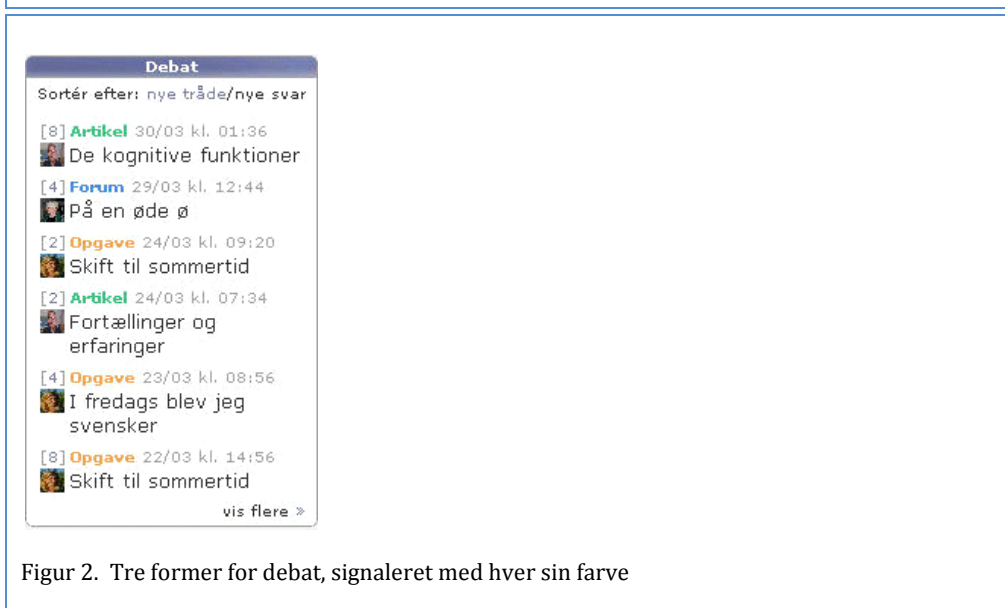 Debat
Sortér efter: nye tråde/nye svar
[8] Artikel 30/03 kl. 01:36
De kognitive funktioner
[4] Forum 29/03 kl. 12:44
På en øde ø
[2] Opgave 24/03 kl. 09:20
Skift til sommertid
[2] Artikel 24/03 kl. 07:34
Fortællinger og
erfaringer
[4] Opgave 23/03 kl. 08:56
I fredags blev jeg
svensker
[8] Opgave 22/03 kl. 14:56
Skift til sommertid
vis flere »
Figur 2. Tre former for debat, signaleret med hver sin farve